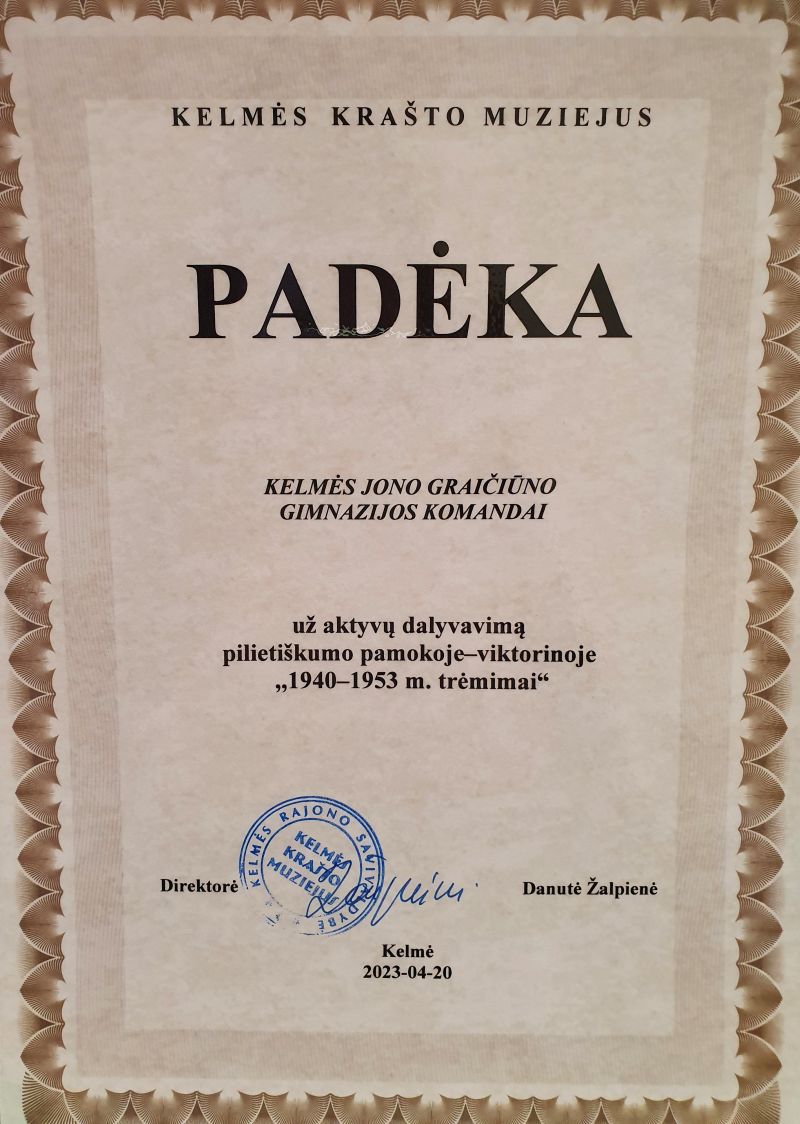 KELMĖS KRAŠTO MUZIEJUS
PADĖKA
KELMĖS JONO GRAIČIŪNO
GIMNAZIJOS KOMANDAI
už aktyvų dalyvavimą
pilietiškumo pamokoje–viktorinoje
„1940–1953 m. trėmimai“
KELMĖS RAJONO SAVIVALDYBĖ
KELMĖS
KRAŠTO
MUZIEJUS
Direktorė
Danutė Žalpienė
Kelmė
2023-04-20